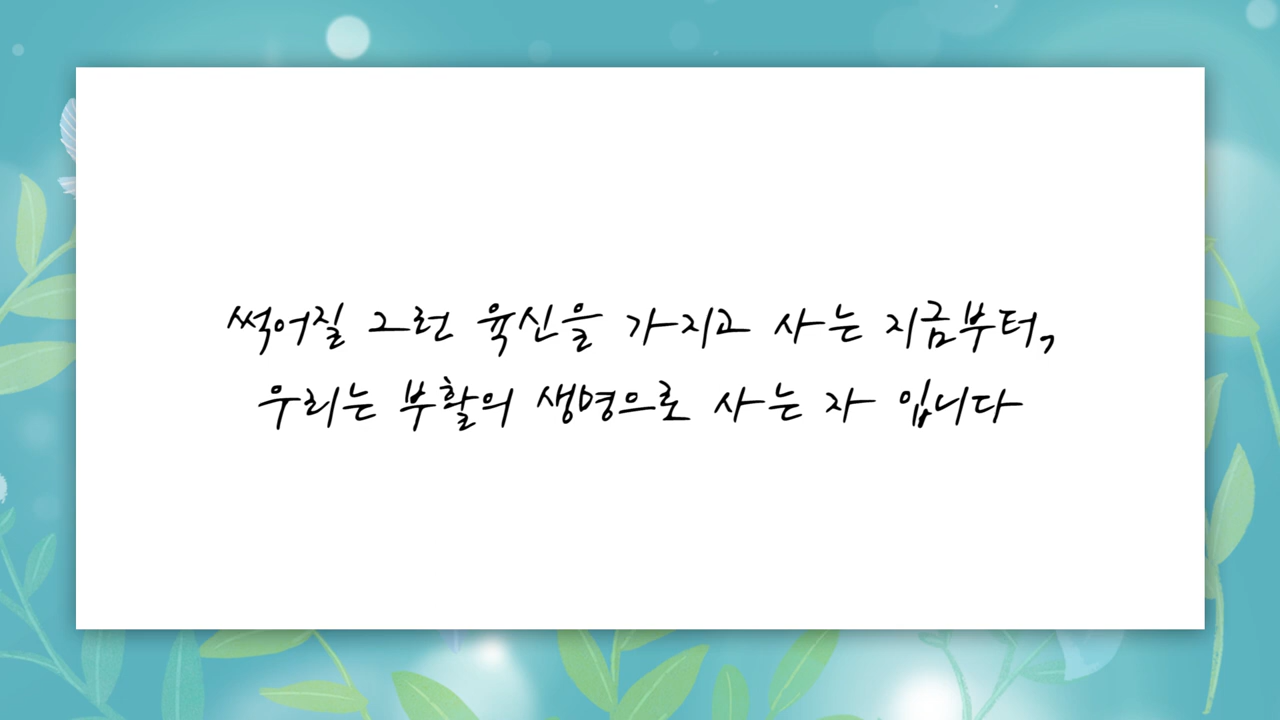 썩어질 그런 육신을 가지고 사는 지금부터,
우리는 부활의 생명으로 사는 자 입니다